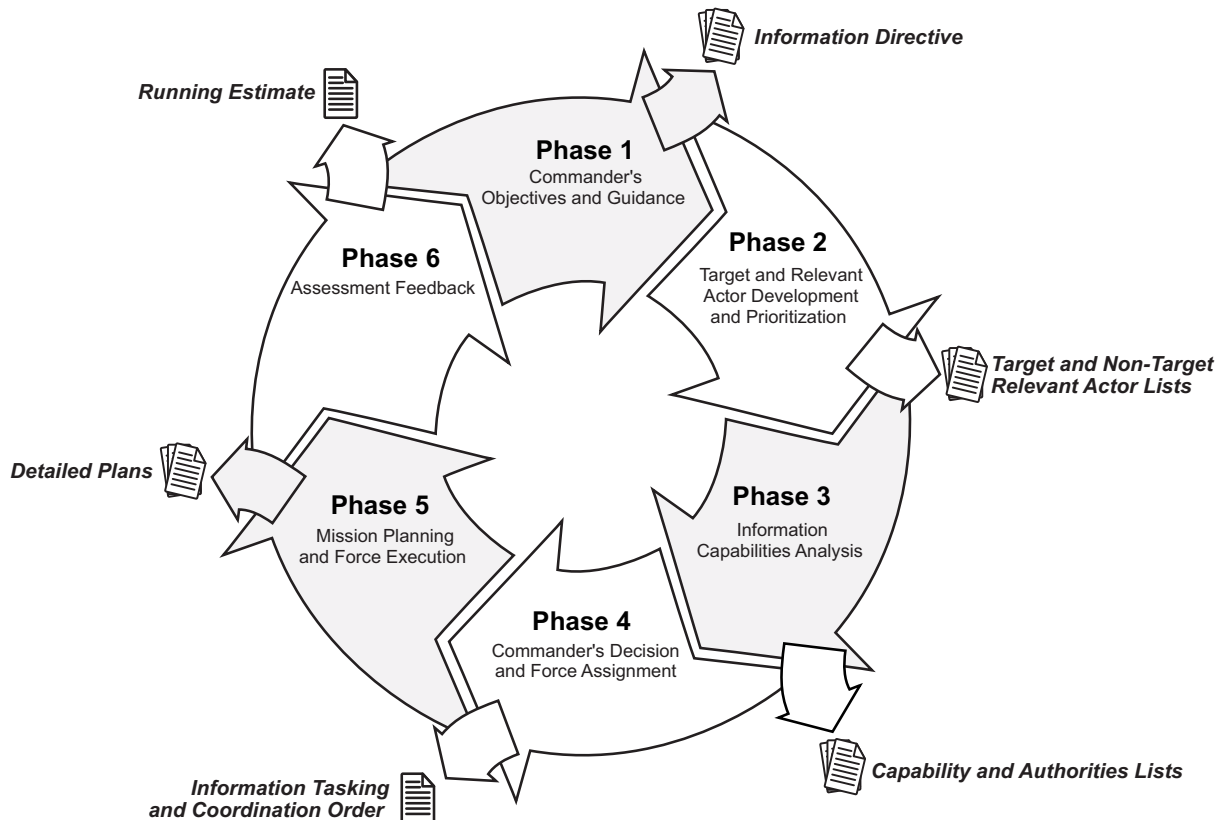 Information Directive
Running Estimate
Phase 1
Commander's
Objectives and Guidance
Phase 2
Target and Relevant
Actor Development
and Prioritization
Target and Non-Target
Relevant Actor Lists
Phase 3
Information
Capabilities Analysis
Capability and Authorities Lists
Phase 4
Commander's Decision
and Force Assignment
Information Tasking
and Coordination Order
Phase 5
Mission Planning
and Force Execution
Detailed Plans
Phase 6
Assessment Feedback